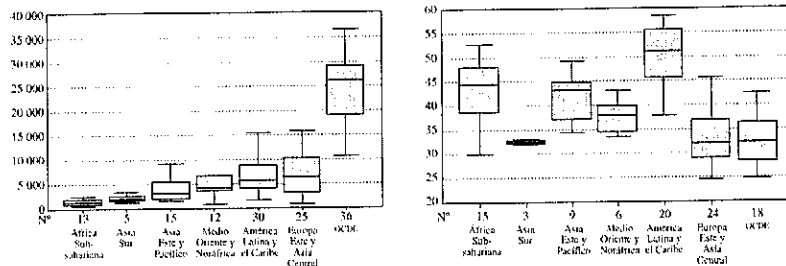 40 000
35 000
30 000
25 000
20 000
15 000
10 000
5 000
0
Nº 13 5 15 12 30 25 30
África Sub-sahariana
Asia Sur
Asia Este y Pacífico
Medio Oriente y Noráfrica
América Latina y el Caribe
Europa Este y Asia Central
OCDE
60
55
50
45
40
35
30
25
20
Nº 15 3 9 6 20 24 18
África Sub-sahariana
Asia Sur
Asia Este y Pacífico
Medio Oriente y Noráfrica
América Latina y el Caribe
Europa Este y Asia Central
OCDE